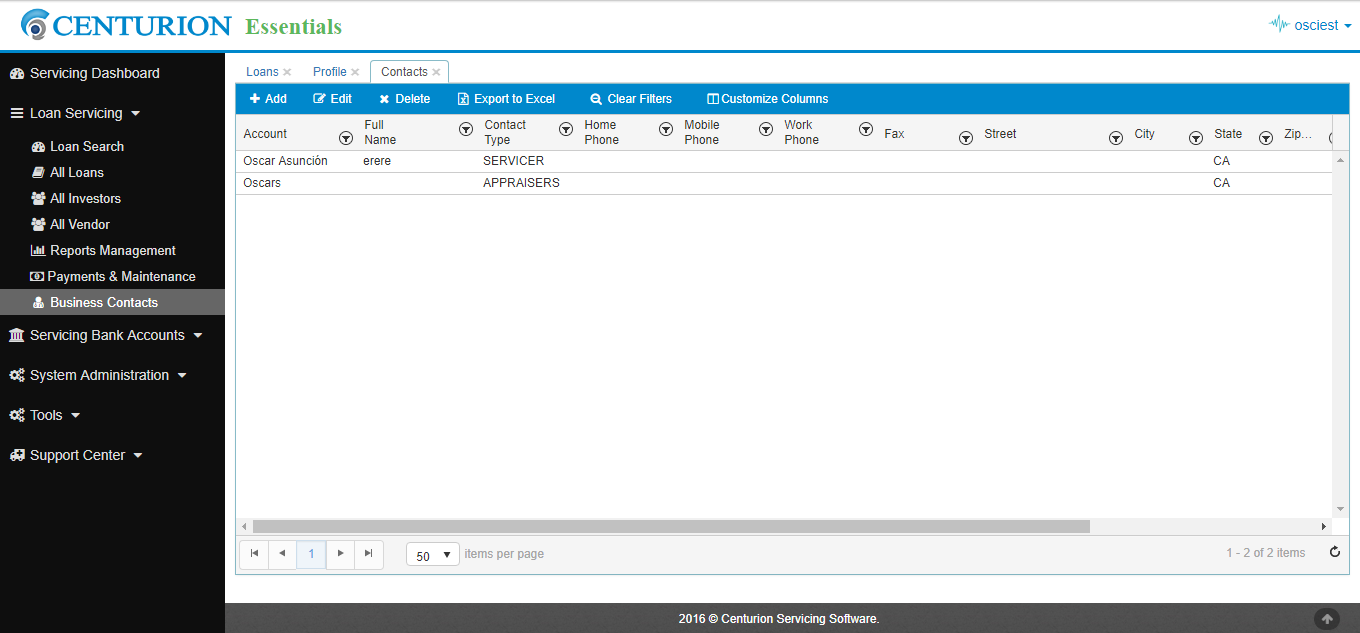 CENTURION Essentials
osciest
Servicing Dashboard
Loan Servicing
Loan Search
All Loans
All Investors
All Vendor
Reports Management
Payments & Maintenance
Business Contacts
Servicing Bank Accounts
System Administration
Tools
Support Center
Loans Profile Contacts
Add Edit Delete Export to Excel Clear Filters Customize Columns
Account Full Name Contact Type Home Phone Mobile Phone Work Phone Fax Street City State Zip...
Oscar Asunción erere SERVICER CA
Oscars APPRAISERS CA
1 50 items per page 1 - 2 of 2 items
2016 © Centurion Servicing Software.